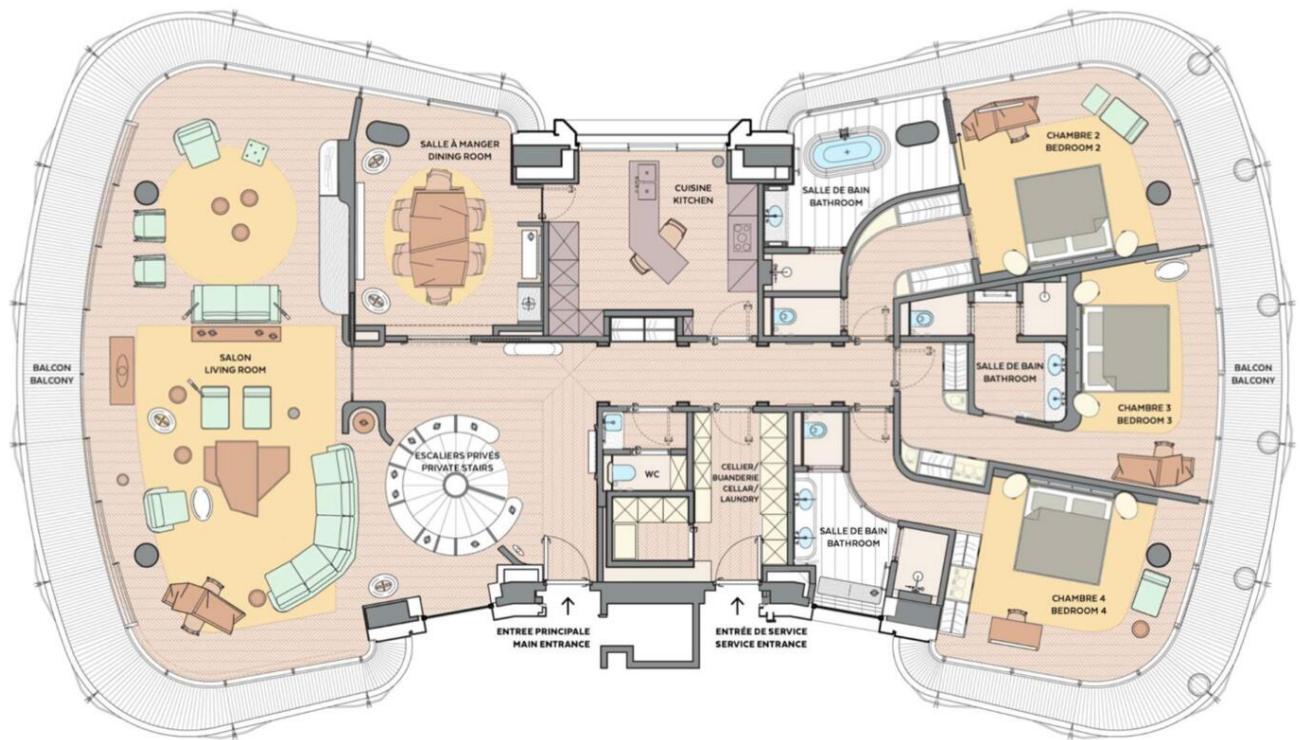 SALLE À MANGER
DINING ROOM
CUISINE
KITCHEN
SALLE DE BAIN
BATHROOM
CHAMBRE 2
BEDROOM 2
BALCON
BALCONY
SALON
LIVING ROOM
SALLE DE BAIN
BATHROOM
CHAMBRE 3
BEDROOM 3
BALCON
BALCONY
ESCALIERS PRIVÉS
PRIVATE STAIRS
WC
CELLIER/
BUANDERIE
CELLAR/
LAUNDRY
SALLE DE BAIN
BATHROOM
CHAMBRE 4
BEDROOM 4
ENTREE PRINCIPALE
MAIN ENTRANCE
ENTRÉE DE SERVICE
SERVICE ENTRANCE